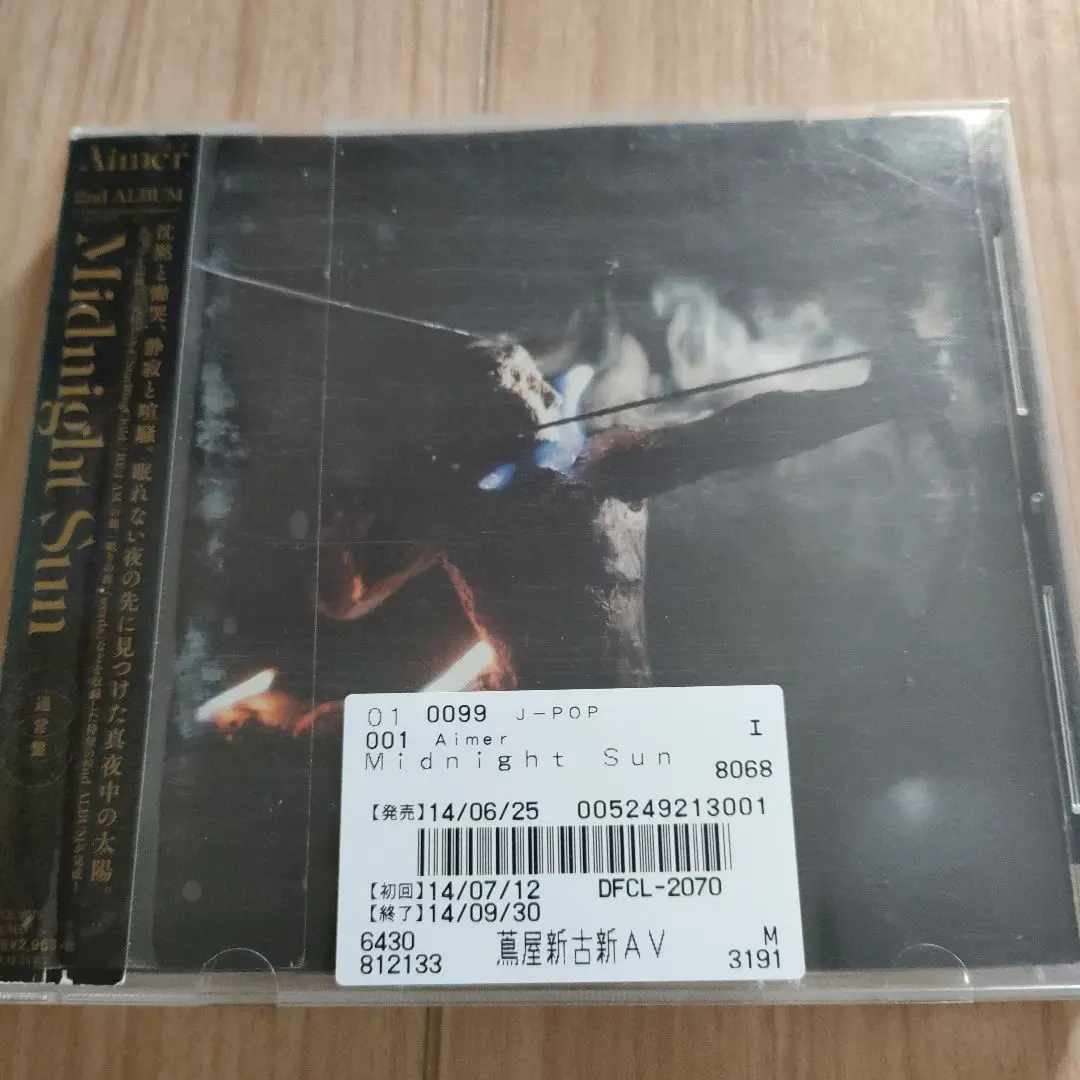 Aimer
2nd ALBUM
Midnight Sun
通常盤
沈黙と慟哭、静寂と喧騒、眠れない夜の先に見つけた真夜中の太陽。
01 0099 J-POP
I
001 Aimer
Midnight Sun
8068
【発売】14/06/25 005249213001
【初回】14/07/12 DFCL-2070
【終了】14/09/30
6430 蔦屋新古新AV M
812133 3191